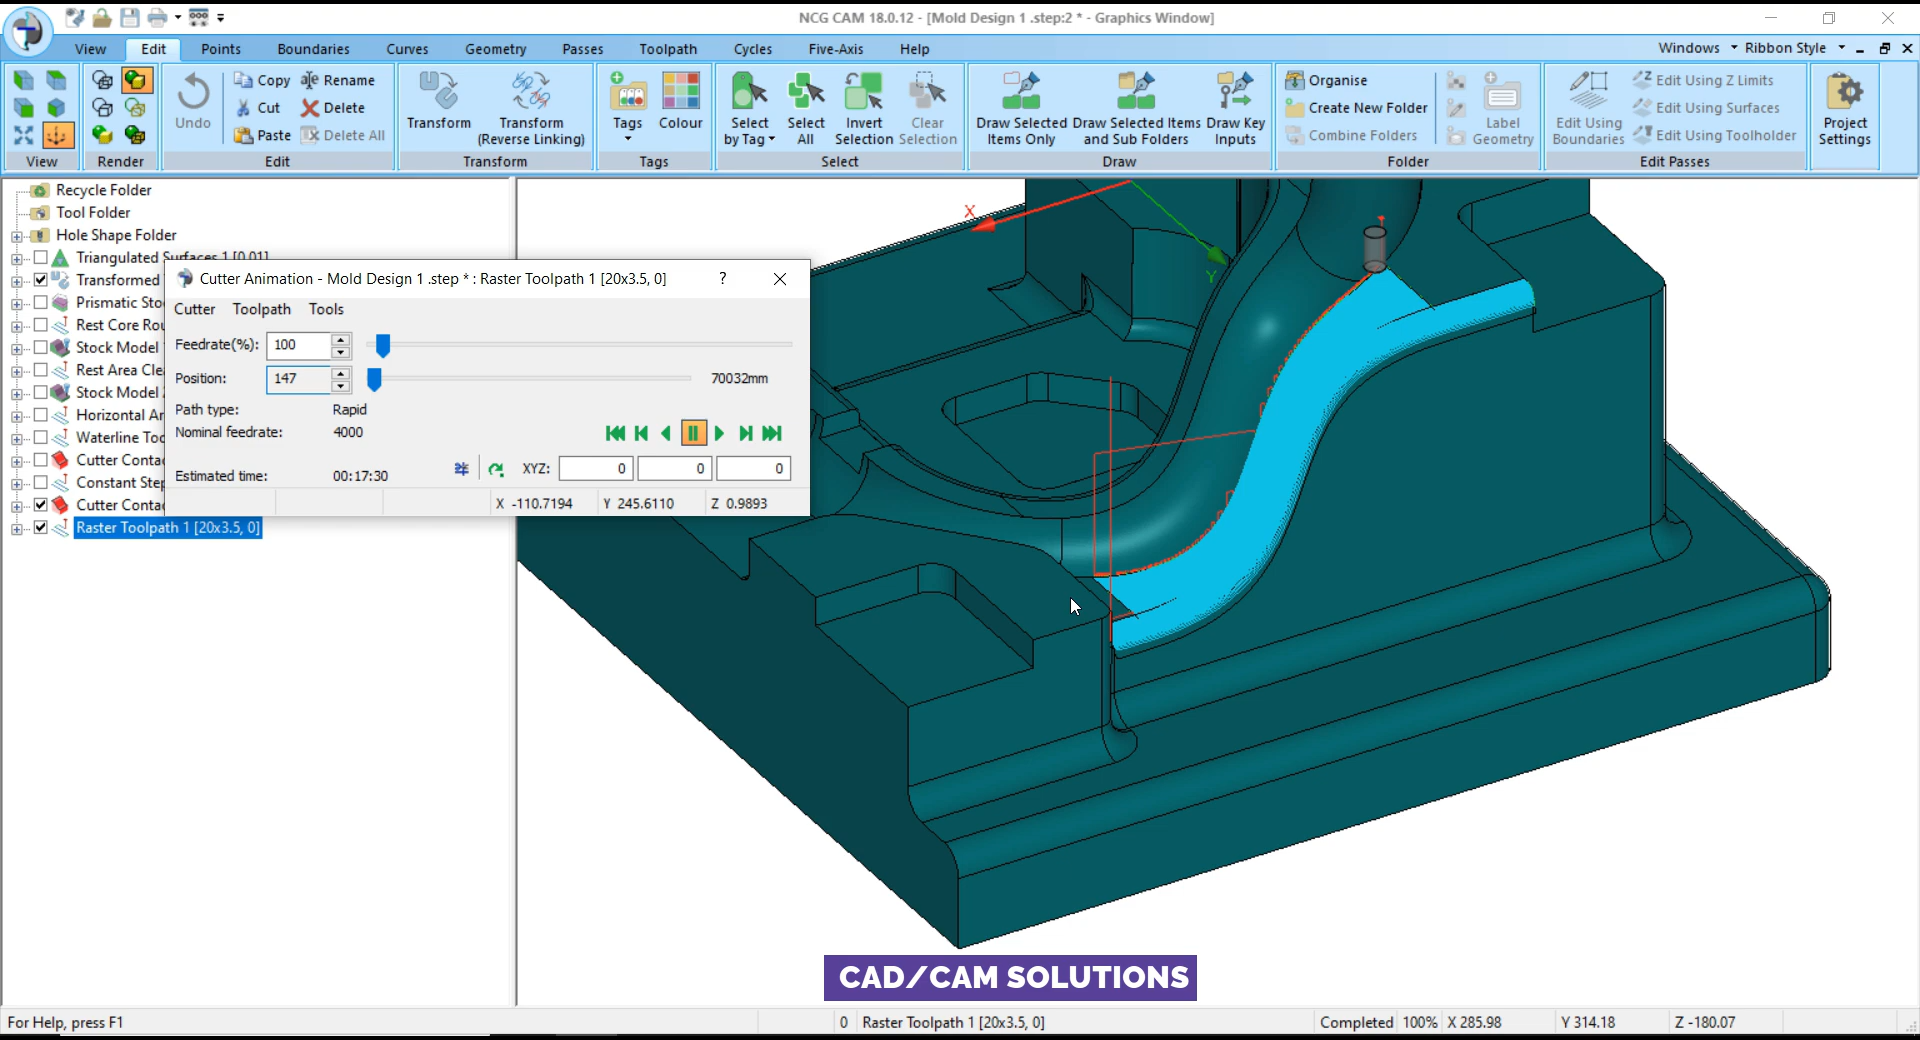 NCG CAM 18.0.12 - [Mold Design 1 .step:2 * - Graphics Window]
View Edit Points Boundaries Curves Geometry Passes Toolpath Cycles Five-Axis Help Windows Ribbon Style
Undo Copy Rename Cut Delete Paste Delete All
Transform Transform (Reverse Linking)
Tags Colour
Select by Tag Select All Invert Selection Clear Selection
Draw Selected Items Only Draw Selected Items and Sub Folders Draw Key Inputs
Organise Create New Folder Combine Folders Label Geometry
Edit Using Boundaries Edit Using Z Limits Edit Using Surfaces Edit Using Toolholder
Project Settings
View Render Edit Transform Tags Select Draw Folder Edit Passes
Recycle Folder
Tool Folder
Hole Shape Folder
Triangulated Surfaces 1 [0.01]
Transformed
Prismatic Sto
Rest Core Rou
Stock Model
Rest Area Cle
Stock Model
Horizontal Ar
Waterline Too
Cutter Conta
Constant Step
Cutter Conta
Raster Toolpath 1 [20x3.5, 0]
Cutter Animation - Mold Design 1 .step * : Raster Toolpath 1 [20x3.5, 0] ?
Cutter Toolpath Tools
Feedrate(%): 100
Position: 147 70032mm
Path type: Rapid
Nominal feedrate: 4000
Estimated time: 00:17:30 XYZ: 0 0 0
X -110.7194 Y 245.6110 Z 0.9893
X
Y
CAD/CAM SOLUTIONS
For Help, press F1 0 Raster Toolpath 1 [20x3.5, 0] Completed 100% X 285.98 Y 314.18 Z -180.07